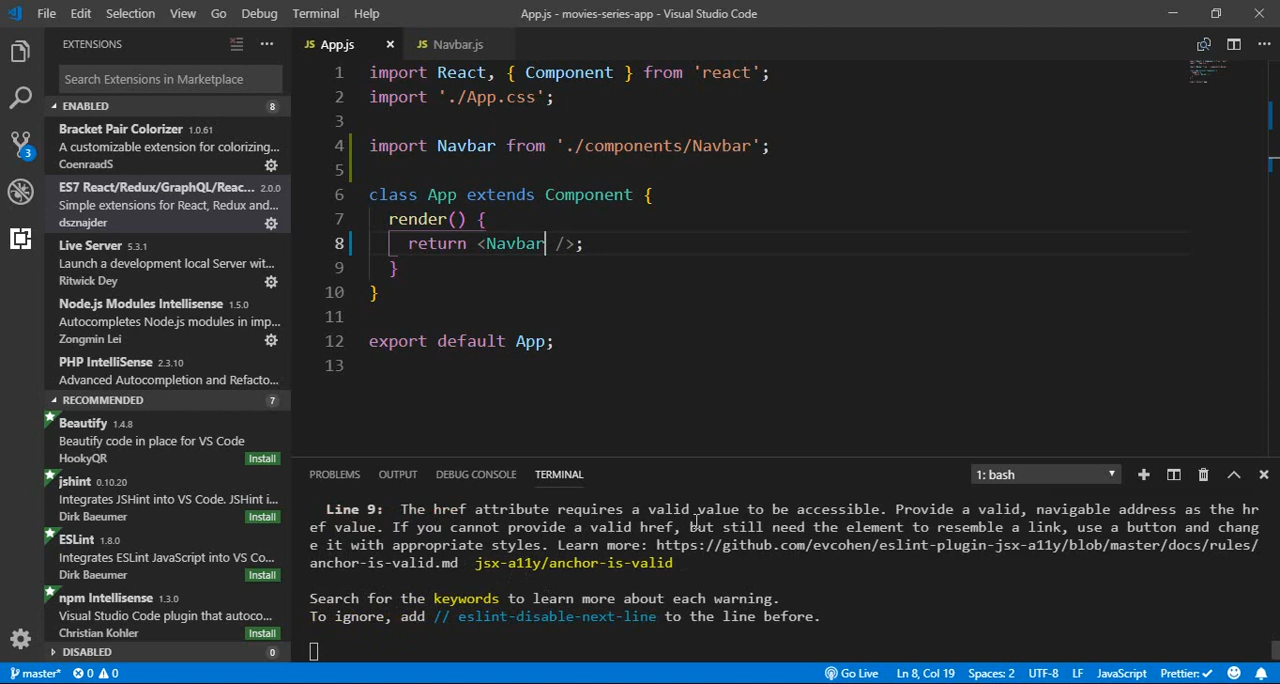 File Edit Selection View Go Debug Terminal Help
App.js - movies-series-app - Visual Studio Code
EXTENSIONS
Search Extensions in Marketplace
ENABLED 8
Bracket Pair Colorizer 1.0.61
A customizable extension for colorizing...
CoenraadS
ES7 React/Redux/GraphQL/Reac... 2.0.0
Simple extensions for React, Redux and...
dsznajder
Live Server 5.3.1
Launch a development local Server wit...
Ritwick Dey
Node.js Modules Intellisense 1.5.0
Autocompletes Node.js modules in imp...
Zongmin Lei
PHP IntelliSense 2.3.10
Advanced Autocompletion and Refacto...
RECOMMENDED 7
Beautify 1.4.8
Beautify code in place for VS Code
HookyQR Install
jshint 0.10.20
Integrates JSHint into VS Code. JSHint i...
Dirk Baeumer Install
ESLint 1.8.0
Integrates ESLint JavaScript into VS Co...
Dirk Baeumer Install
npm Intellisense 1.3.0
Visual Studio Code plugin that autoco...
Christian Kohler Install
DISABLED 0
3
JS App.js
JS Navbar.js
1 import React, { Component } from 'react';
2 import './App.css';
3
4 import Navbar from './components/Navbar';
5
6 class App extends Component {
7 render() {
8 return <Navbar />;
9 }
10 }
11
12 export default App;
13
PROBLEMS OUTPUT DEBUG CONSOLE TERMINAL 1: bash
Line 9: The href attribute requires a valid value to be accessible. Provide a valid, navigable address as the hr
ef value. If you cannot provide a valid href, but still need the element to resemble a link, use a button and chang
e it with appropriate styles. Learn more: https://github.com/evcohen/eslint-plugin-jsx-a11y/blob/master/docs/rules/
anchor-is-valid.md jsx-a11y/anchor-is-valid
Search for the keywords to learn more about each warning.
To ignore, add // eslint-disable-next-line to the line before.
master* 0 0 Go Live Ln 8, Col 19 Spaces: 2 UTF-8 LF JavaScript Prettier: ✓